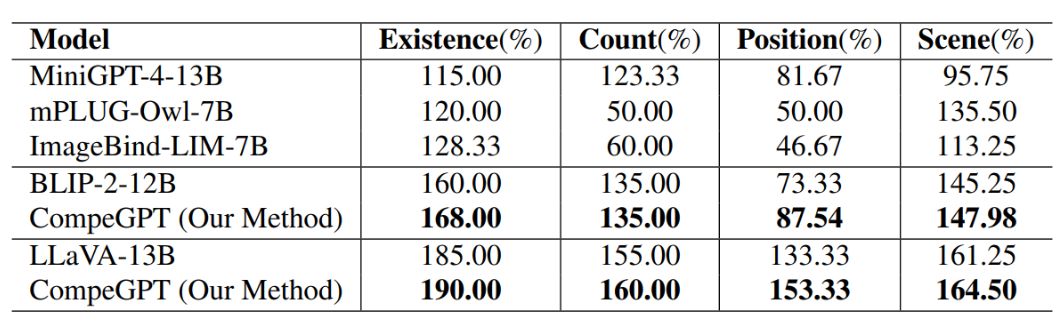 Model Existence(%) Count(%) Position(%) Scene(%)
MiniGPT-4-13B 115.00 123.33 81.67 95.75
mPLUG-Owl-7B 120.00 50.00 50.00 135.50
ImageBind-LIM-7B 128.33 60.00 46.67 113.25
BLIP-2-12B 160.00 135.00 73.33 145.25
CompeGPT (Our Method) 168.00 135.00 87.54 147.98
LLaVA-13B 185.00 155.00 133.33 161.25
CompeGPT (Our Method) 190.00 160.00 153.33 164.50